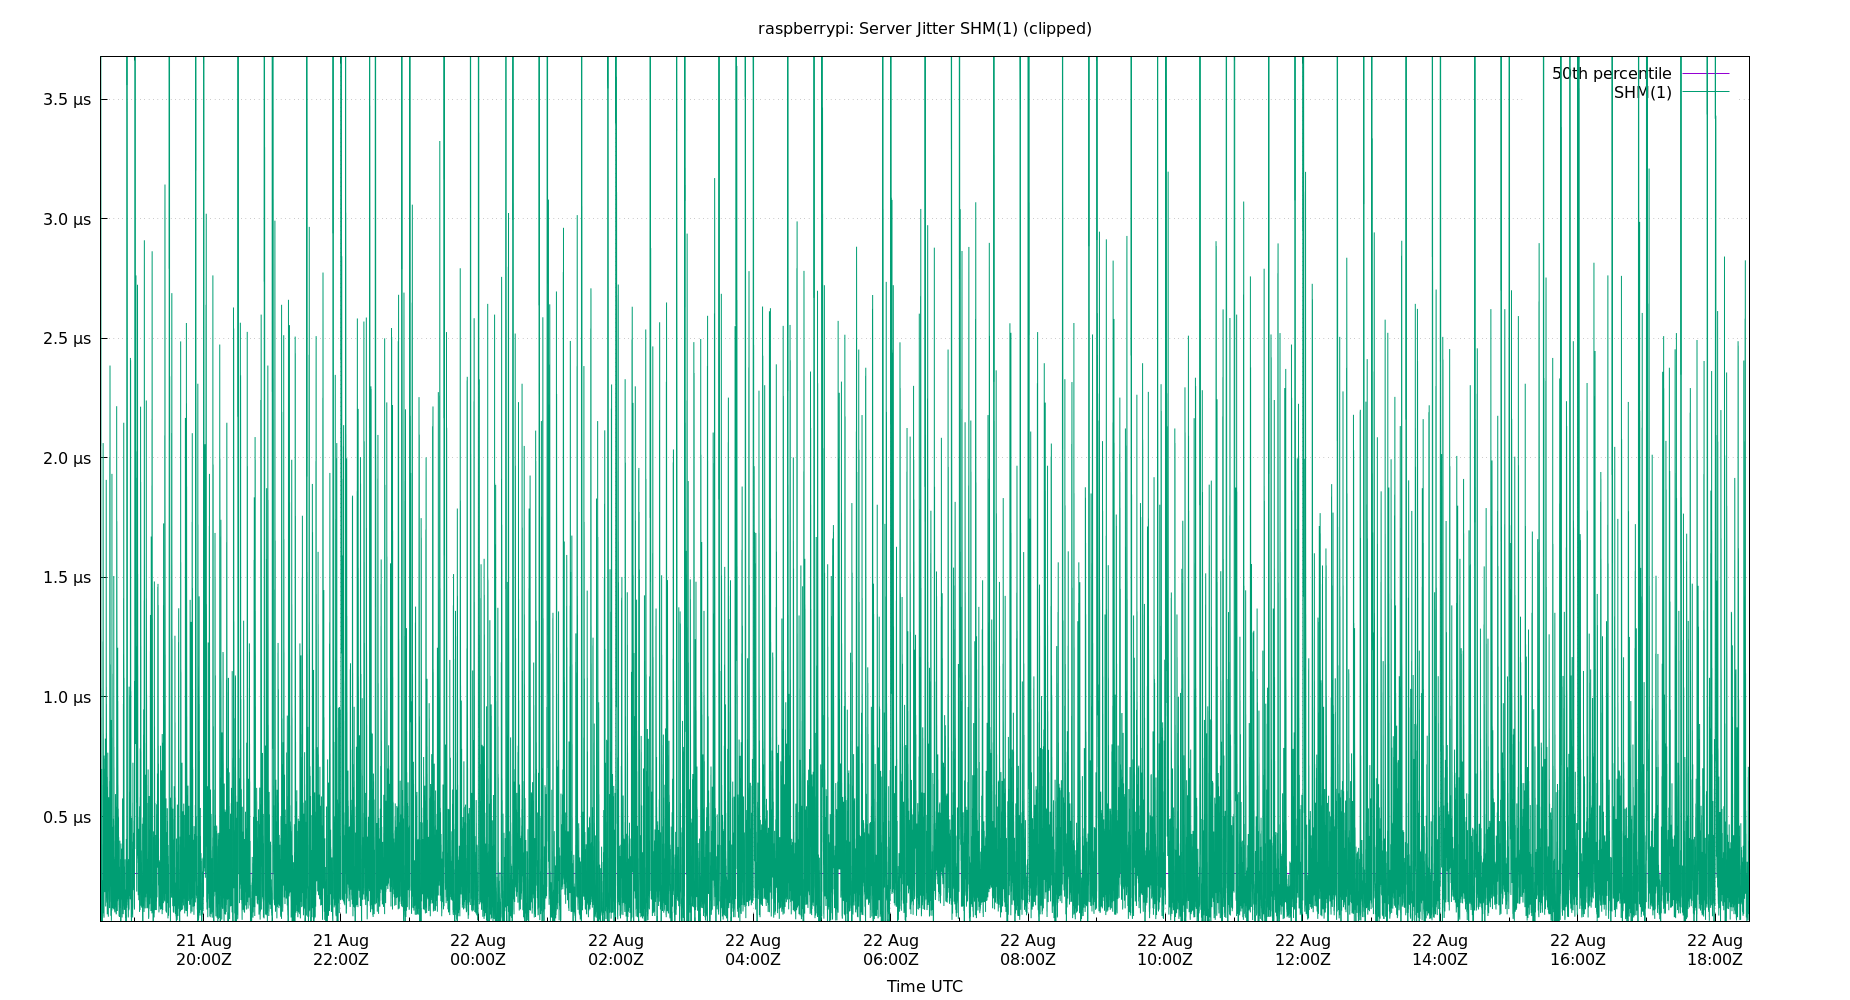 raspberrypi: Server Jitter SHM(1) (clipped)
50th percentile
SHM(1)
3.5 µs
3.0 µs
2.5 µs
2.0 µs
1.5 µs
1.0 µs
0.5 µs
21 Aug 21 Aug 22 Aug 22 Aug 22 Aug 22 Aug 22 Aug 22 Aug 22 Aug 22 Aug 22 Aug 22 Aug
20:00Z 22:00Z 00:00Z 02:00Z 04:00Z 06:00Z 08:00Z 10:00Z 12:00Z 14:00Z 16:00Z 18:00Z
Time UTC